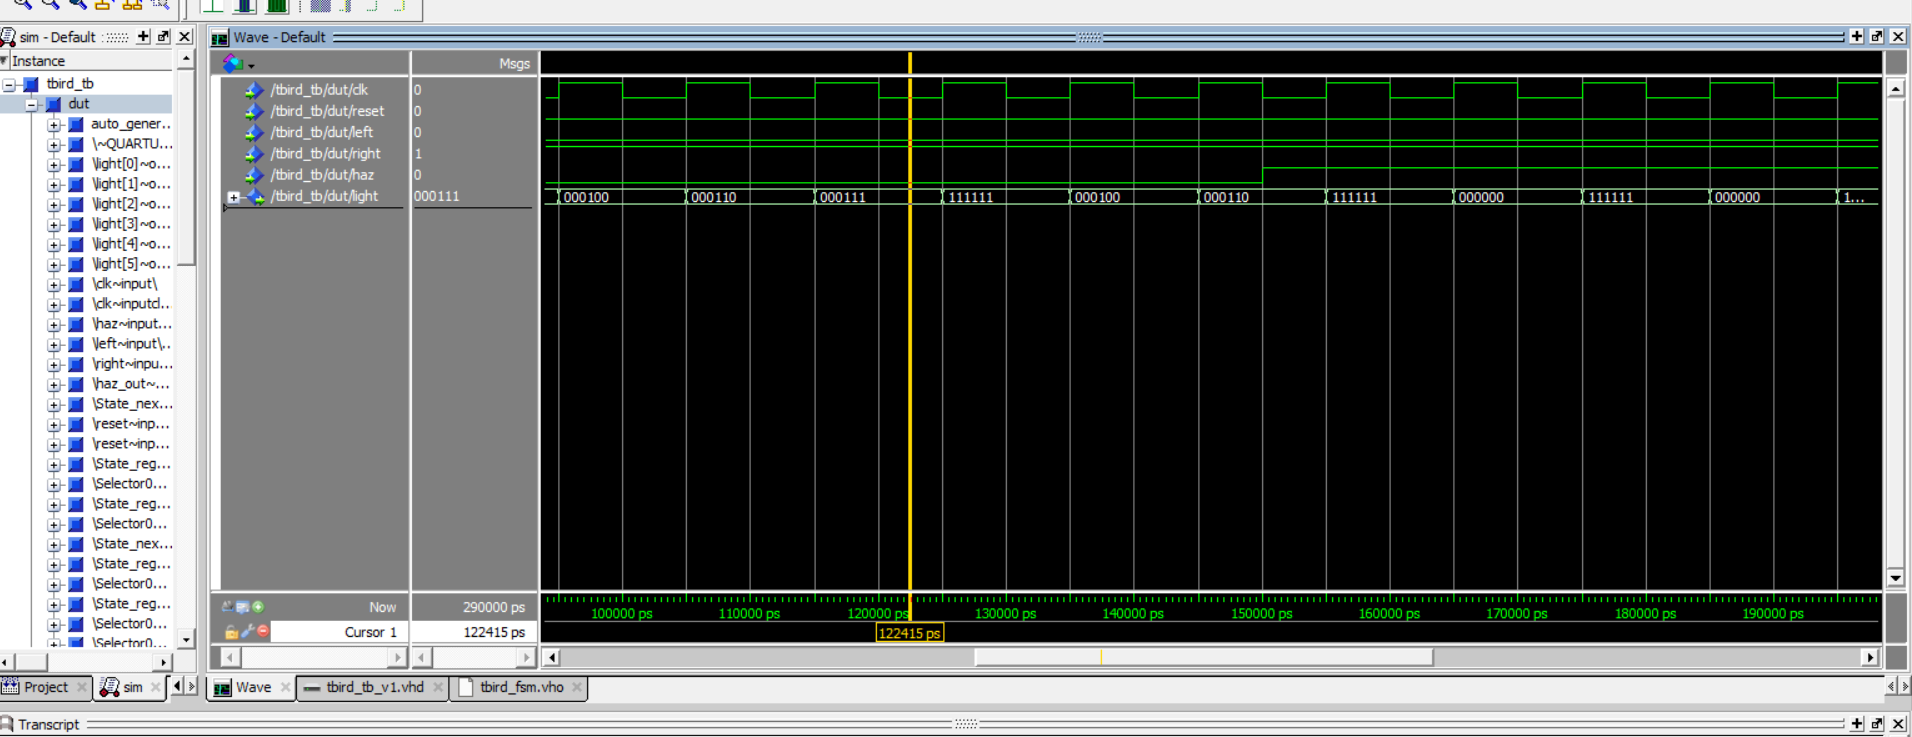 sim - Default
Wave - Default
Instance
Msgs
tbird_tb
dut
auto_gener..
\~QUARTU...
\light[0]~o...
\light[1]~o...
\light[2]~o...
\light[3]~o...
\light[4]~o...
\light[5]~o...
\clk~input\
\clk~inputcl...
\haz~input...
\left~input\..
\right~inpu...
\haz_out~...
\State_nex...
\reset~inp...
\reset~inp...
\State_reg...
\Selector0...
\State_reg...
\Selector0...
\State_nex...
\State_reg...
\Selector0...
\State_reg...
\Selector0...
\Selector0...
/tbird_tb/dut/clk 0
/tbird_tb/dut/reset 0
/tbird_tb/dut/left 0
/tbird_tb/dut/right 1
/tbird_tb/dut/haz 0
/tbird_tb/dut/light 000111 000100 000110 000111 111111 000100 000110 111111 000000 111111 000000 1...
Now 290000 ps
100000 ps 110000 ps 120000 ps 130000 ps 140000 ps 150000 ps 160000 ps 170000 ps 180000 ps 190000 ps
Cursor 1 122415 ps 122415 ps
Project sim Wave tbird_tb_v1.vhd tbird_fsm.vho
Transcript